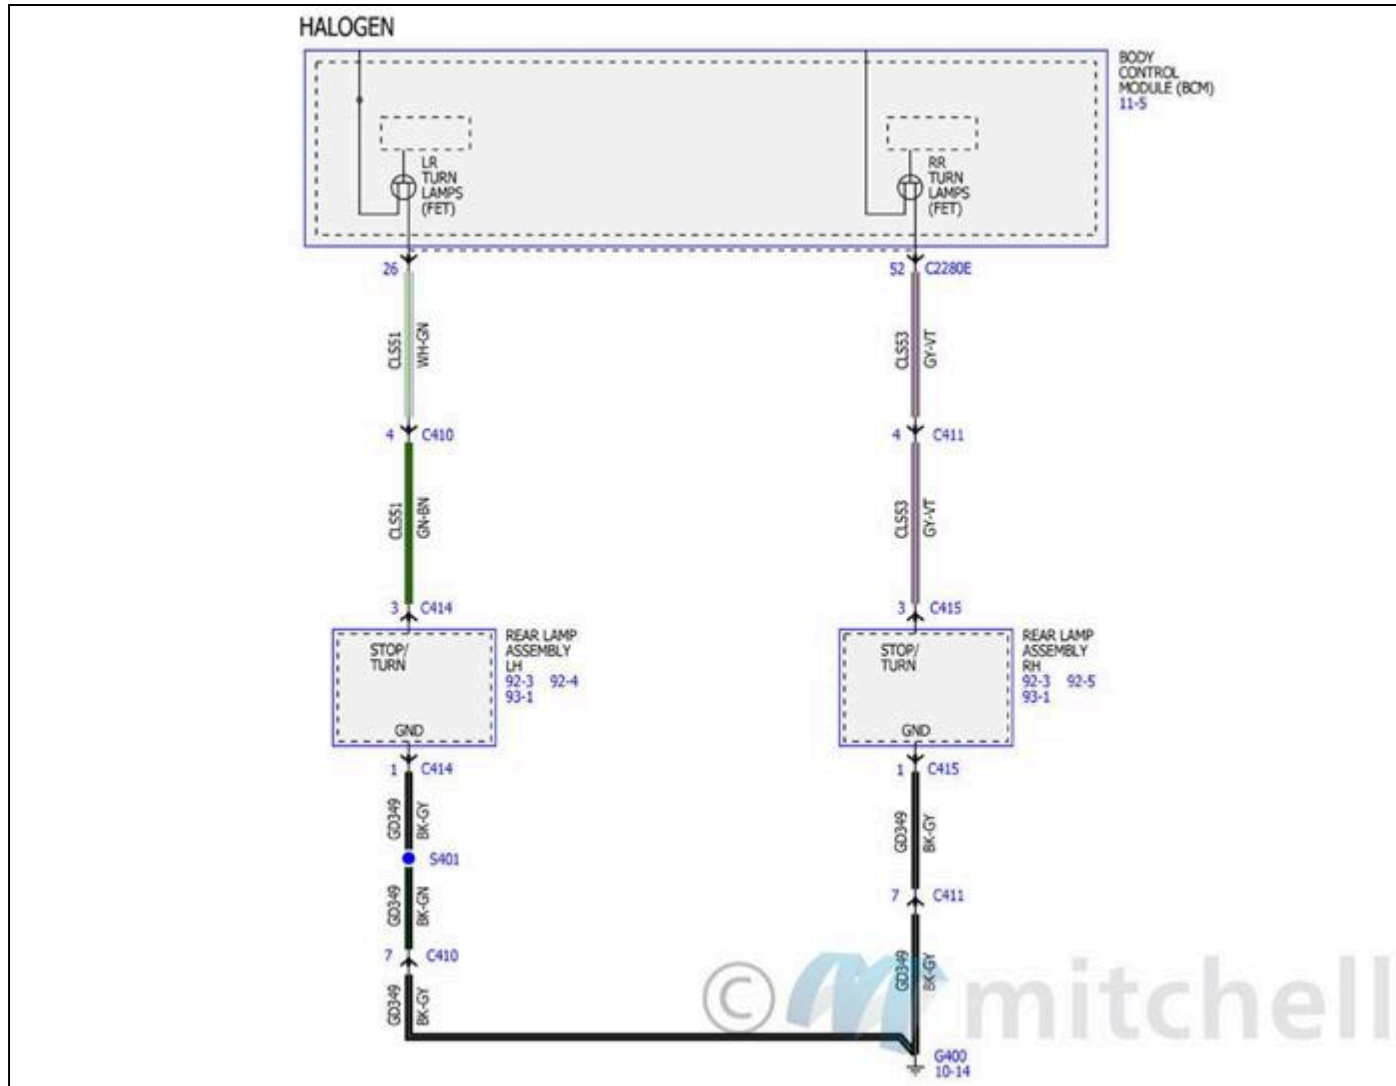 HALOGEN
BODY
CONTROL
MODULE (BCM)
11-5
LR
TURN
LAMPS
(FET)
RR
TURN
LAMPS
(FET)
26
52 C2280E
CLS51
WH-GN
CLS53
GY-VT
4 C410
4 C411
CLS51
GN-BN
CLS53
GY-VT
3 C414
3 C415
STOP/
TURN
GND
REAR LAMP
ASSEMBLY
LH
92-3 92-4
93-1
STOP/
TURN
GND
REAR LAMP
ASSEMBLY
RH
92-3 92-5
93-1
1 C414
1 C415
GD349
BK-GY
GD349
BK-GY
S401
GD349
BK-GN
7 C411
7 C410
GD349
BK-GY
GD349
BK-GY
© mitchell
G400
10-14